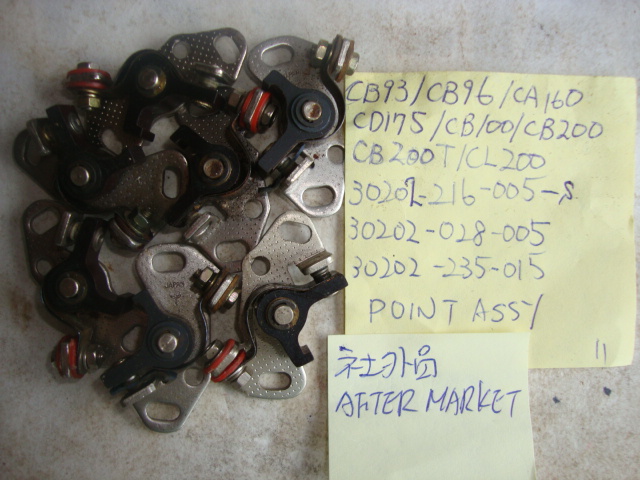 CB93/CB96/CA160
CD175/CB100/CB200
CB200T/CL200
30202-216-005-S
30202-028-005
30202-235-015
POINT ASSY
11
AFTER MARKET
JAPAN